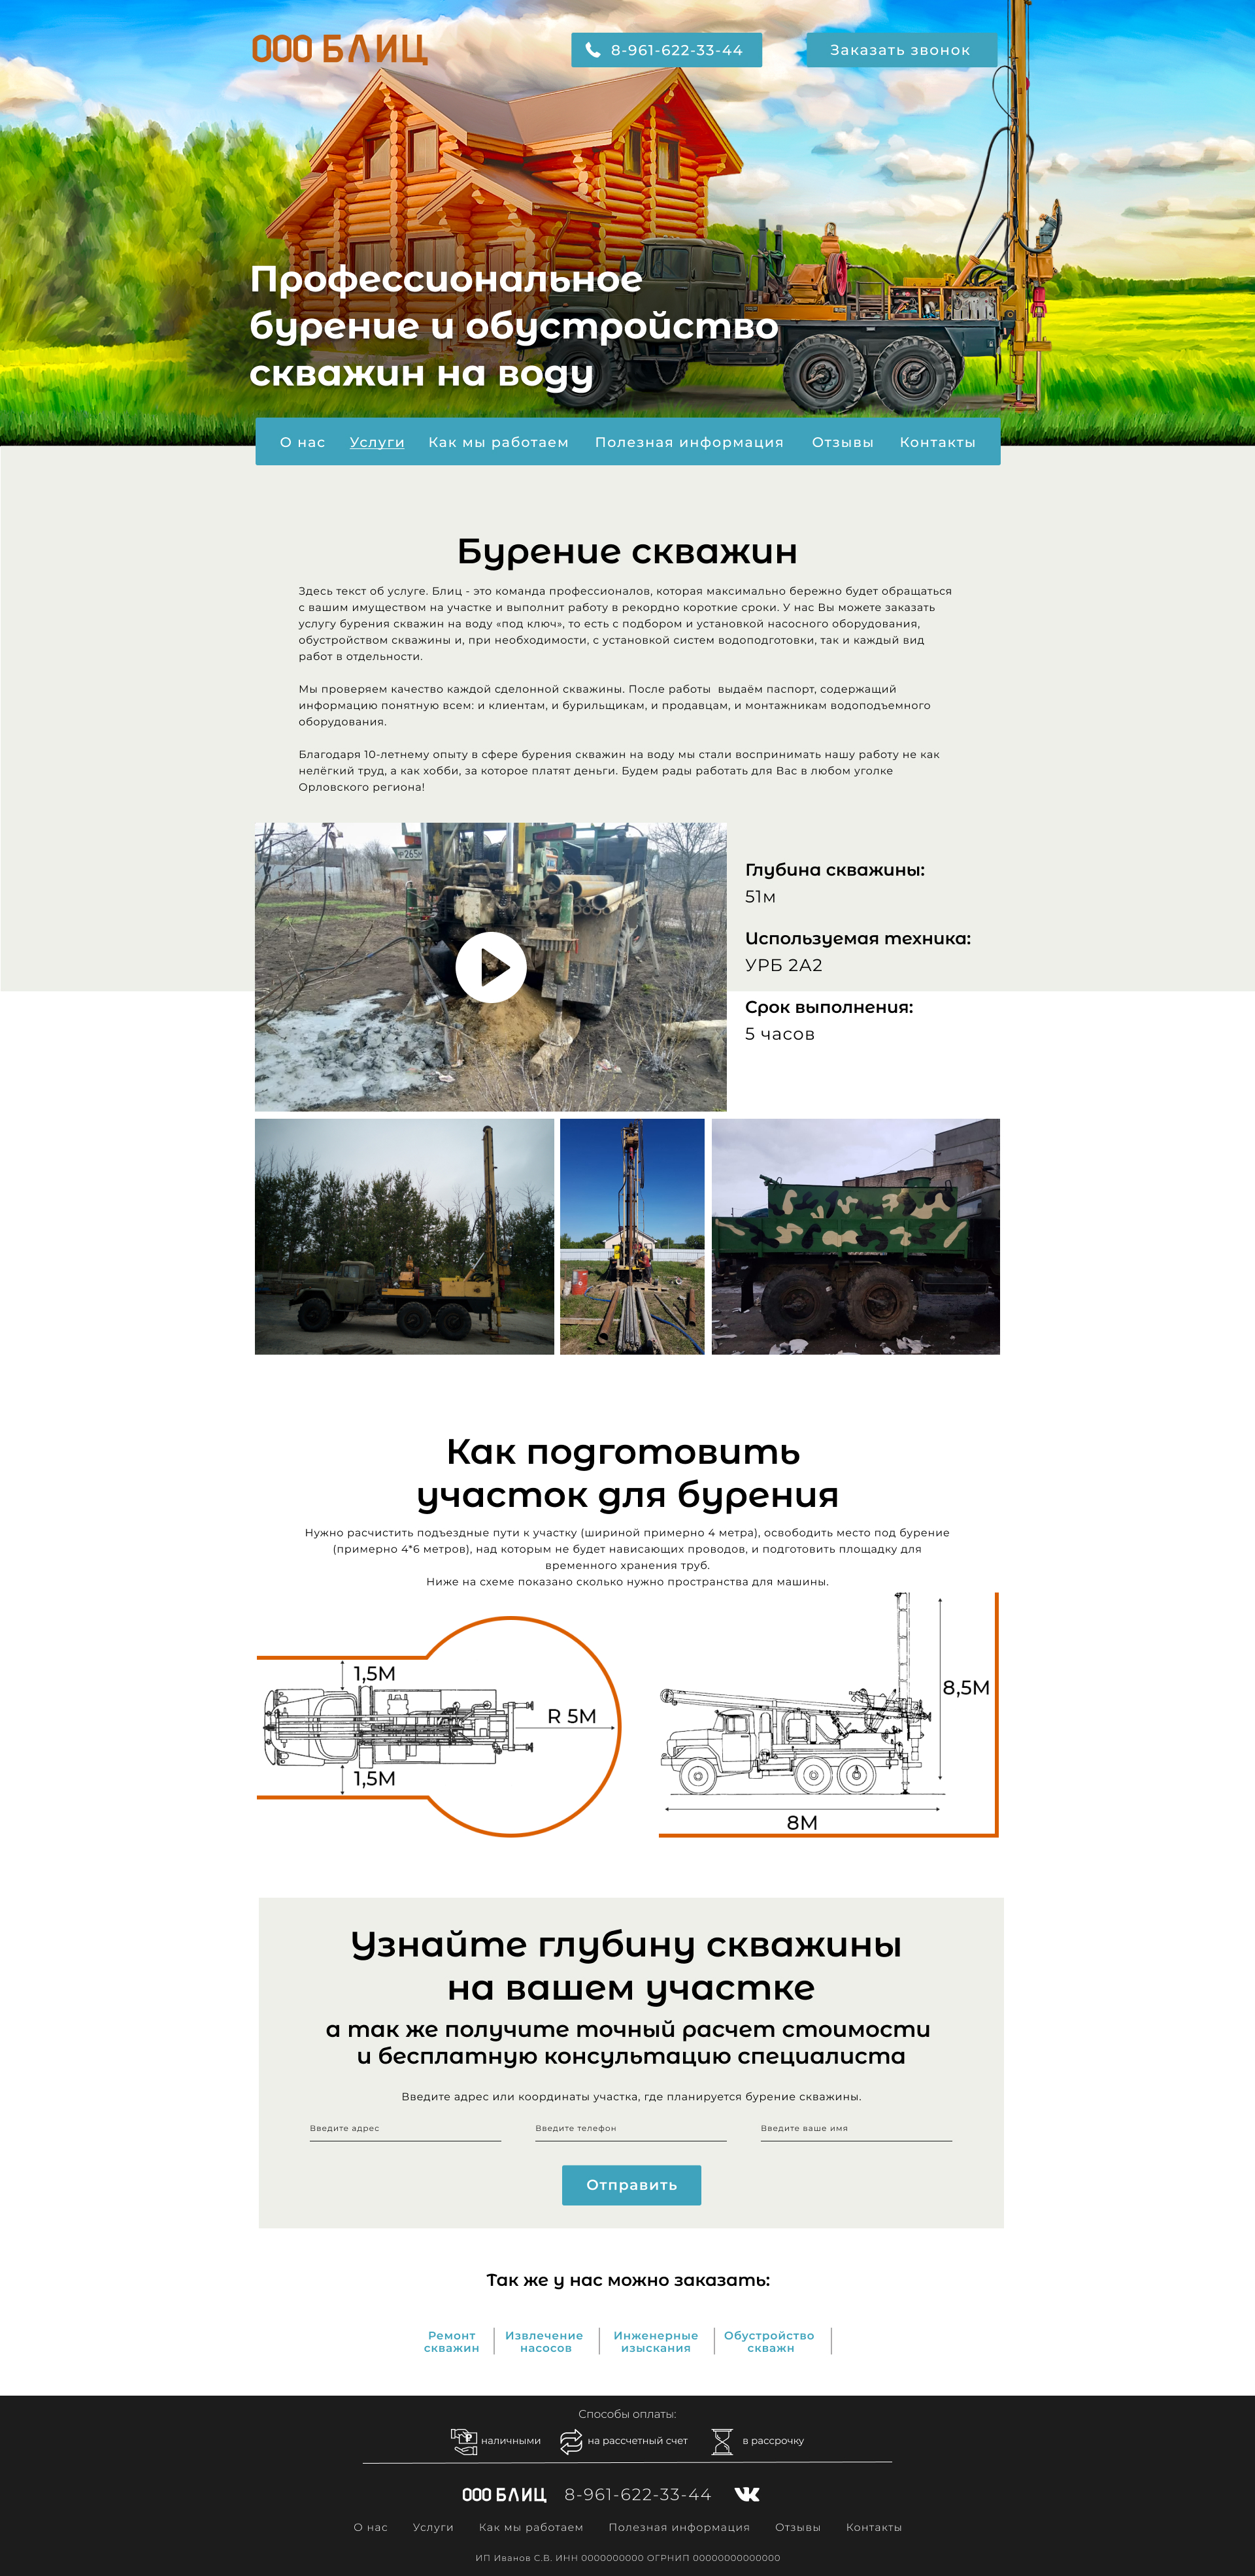 ООО БЛИЦ
8-961-622-33-44
Заказать звонок
Профессиональное
бурение и обустройство
скважин на воду
О нас Услуги Как мы работаем Полезная информация Отзывы Контакты
Бурение скважин
Здесь текст об услуге. Блиц - это команда профессионалов, которая максимально бережно будет обращаться
с вашим имуществом на участке и выполнит работу в рекордно короткие сроки. У нас Вы можете заказать
услугу бурения скважин на воду «под ключ», то есть с подбором и установкой насосного оборудования,
обустройством скважины и, при необходимости, с установкой систем водоподготовки, так и каждый вид
работ в отдельности.
Мы проверяем качество каждой сделонной скважины. После работы выдаём паспорт, содержащий
информацию понятную всем: и клиентам, и бурильщикам, и продавцам, и монтажникам водоподъемного
оборудования.
Благодаря 10-летнему опыту в сфере бурения скважин на воду мы стали воспринимать нашу работу не как
нелёгкий труд, а как хобби, за которое платят деньги. Будем рады работать для Вас в любом уголке
Орловского региона!
Глубина скважины:
51м
Используемая техника:
УРБ 2А2
Срок выполнения:
5 часов
Как подготовить
участок для бурения
Нужно расчистить подъездные пути к участку (шириной примерно 4 метра), освободить место под бурение
(примерно 4*6 метров), над которым не будет нависающих проводов, и подготовить площадку для
временного хранения труб.
Ниже на схеме показано сколько нужно пространства для машины.
1,5М
R 5М
1,5М
8,5М
8М
Узнайте глубину скважины
на вашем участке
а так же получите точный расчет стоимости
и бесплатную консультацию специалиста
Введите адрес или координаты участка, где планируется бурение скважины.
Введите адрес
Введите телефон
Введите ваше имя
Отправить
Так же у нас можно заказать:
Ремонт
скважин
Извлечение
насосов
Инженерные
изыскания
Обустройство
скважн
Способы оплаты:
наличными
на рассчетный счет
в рассрочку
ООО БЛИЦ 8-961-622-33-44
О нас Услуги Как мы работаем Полезная информация Отзывы Контакты
ИП Иванов С.В. ИНН 0000000000 ОГРНИП 00000000000000